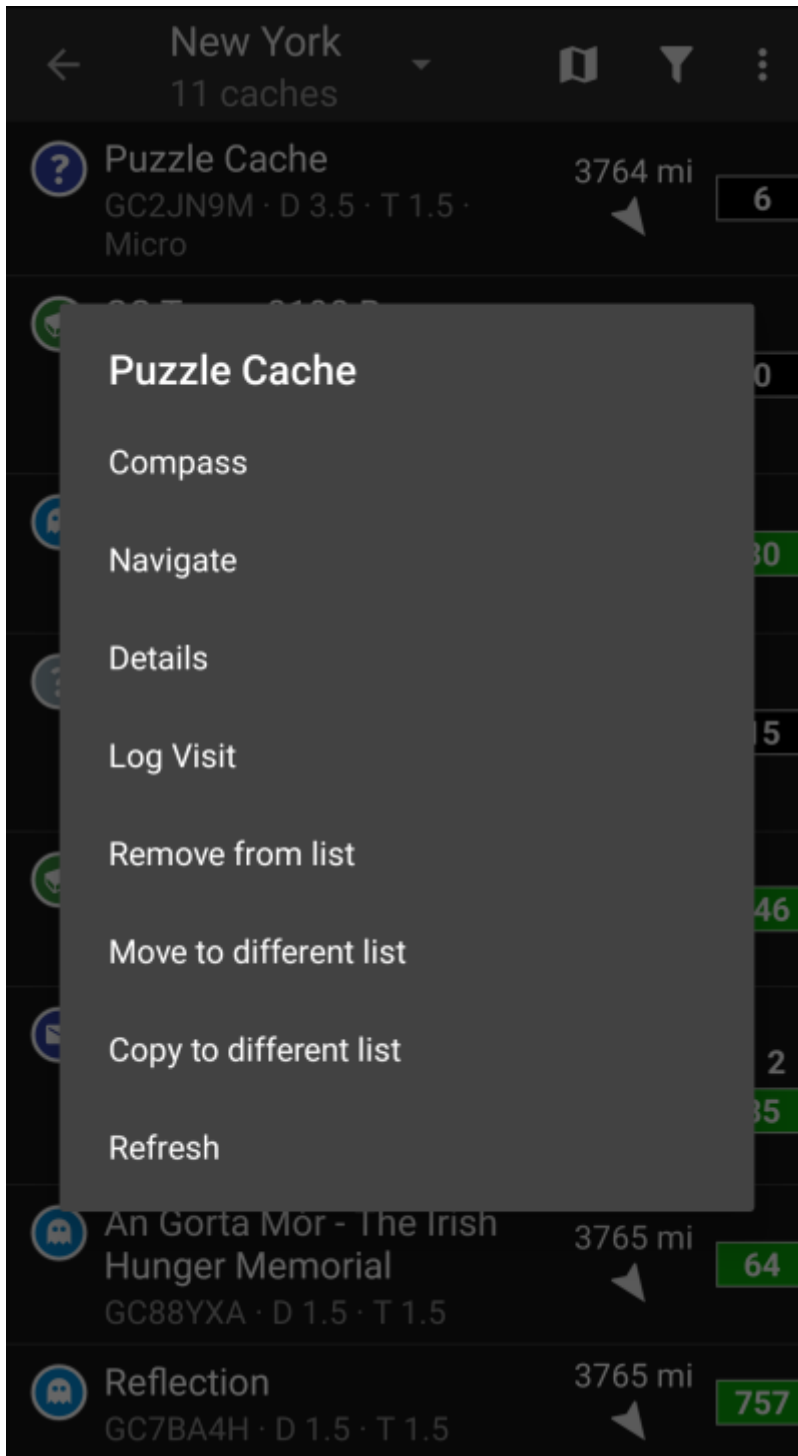 New York
11 caches
Puzzle Cache
3764 mi
GC2JN9M · D 3.5 · T 1.5 ·
Micro
6
Puzzle Cache
Compass
Navigate
Details
Log Visit
Remove from list
Move to different list
Copy to different list
Refresh
2
An Gorta Mór - The Irish
Hunger Memorial
3765 mi
GC88YXA · D 1.5 · T 1.5
64
Reflection
3765 mi
GC7BA4H · D 1.5 · T 1.5
757